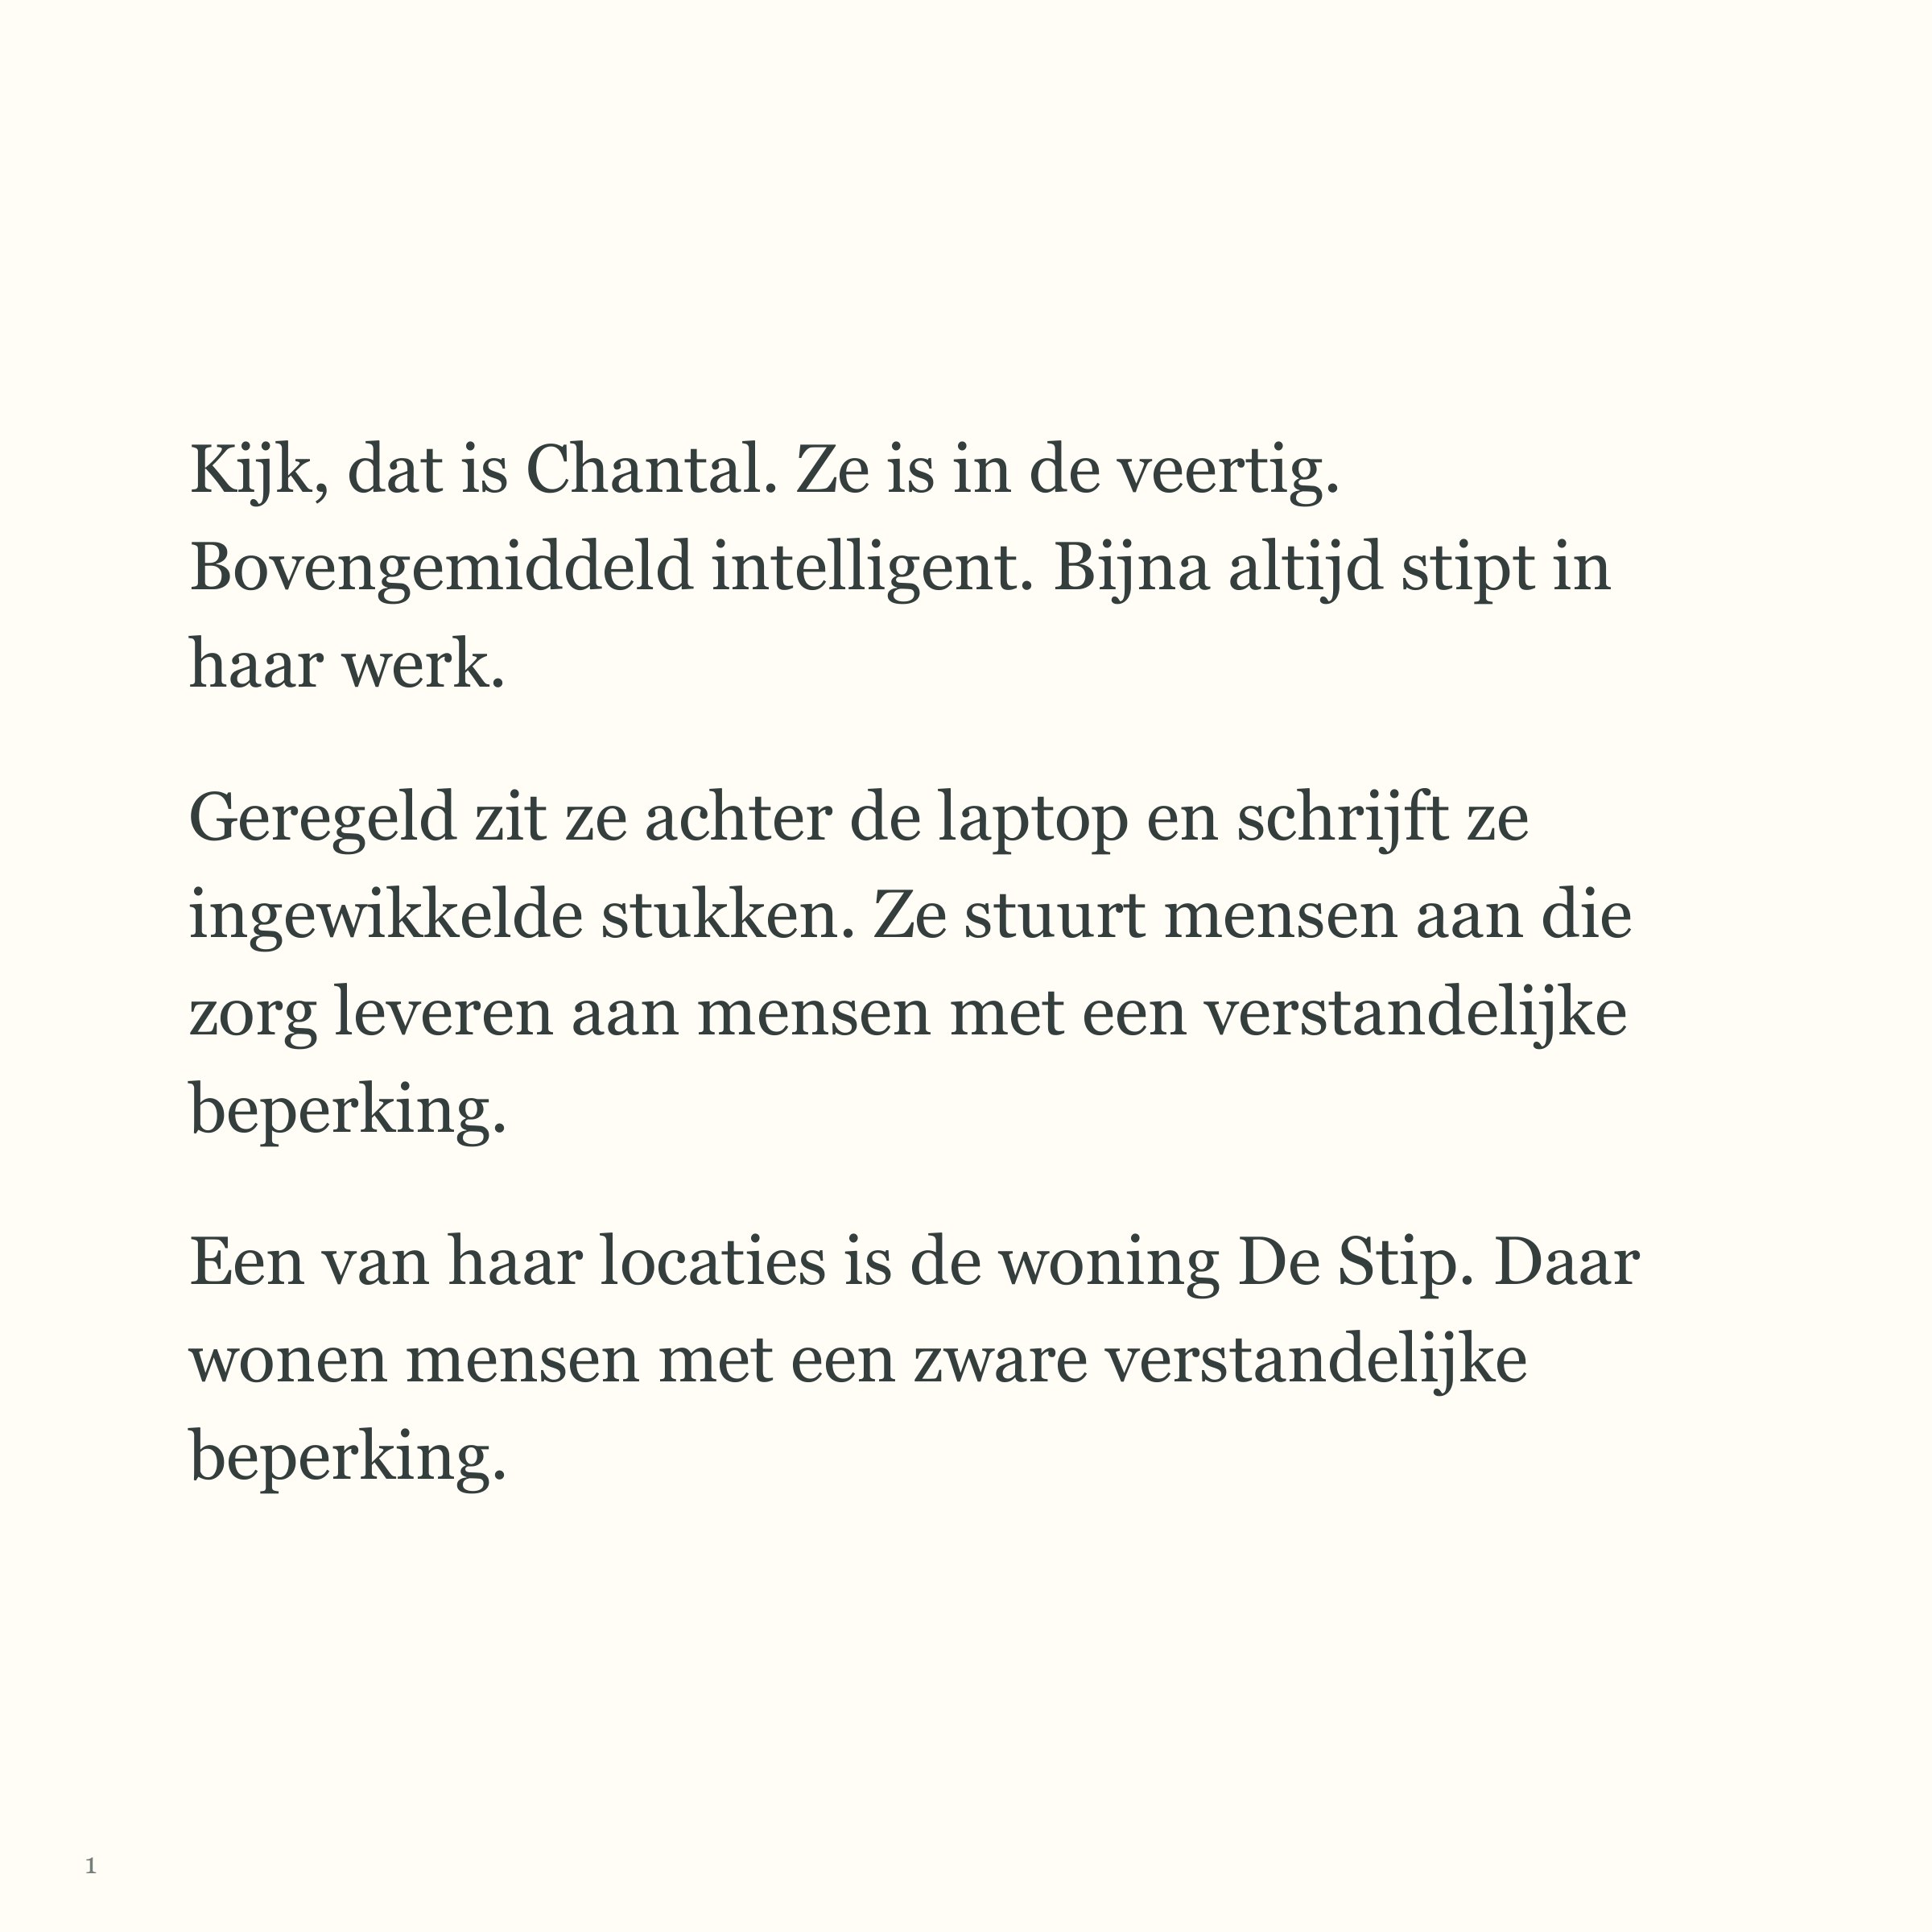 Kijk, dat is Chantal. Ze is in de veertig.
Bovengemiddeld intelligent. Bijna altijd stipt in
haar werk.
Geregeld zit ze achter de laptop en schrijft ze
ingewikkelde stukken. Ze stuurt mensen aan die
zorg leveren aan mensen met een verstandelijke
beperking.
Een van haar locaties is de woning De Stip. Daar
wonen mensen met een zware verstandelijke
beperking.
1